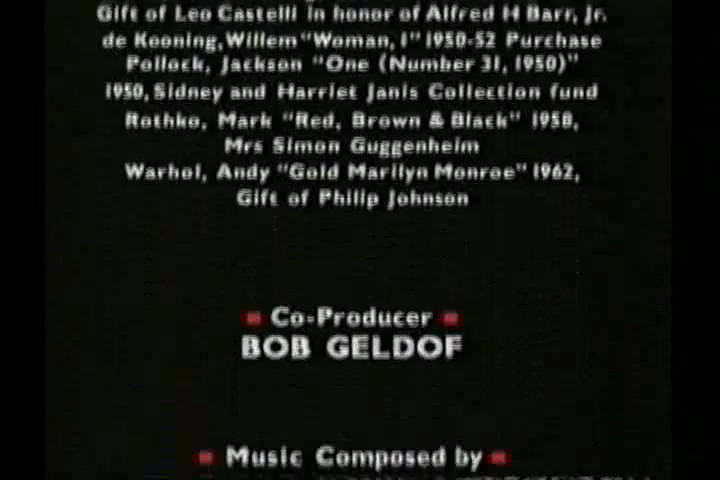 Gift of Leo Castelli in honor of Alfred H Barr, Jr.
de Kooning, Willem "Woman, I" 1950-52 Purchase
Pollock, Jackson "One (Number 31, 1950)"
1950, Sidney and Harriet Janis Collection fund
Rothko, Mark "Red, Brown & Black" 1958,
Mrs Simon Guggenheim
Warhol, Andy "Gold Marilyn Monroe" 1962,
Gift of Philip Johnson
Co-Producer
BOB GELDOF
Music Composed by